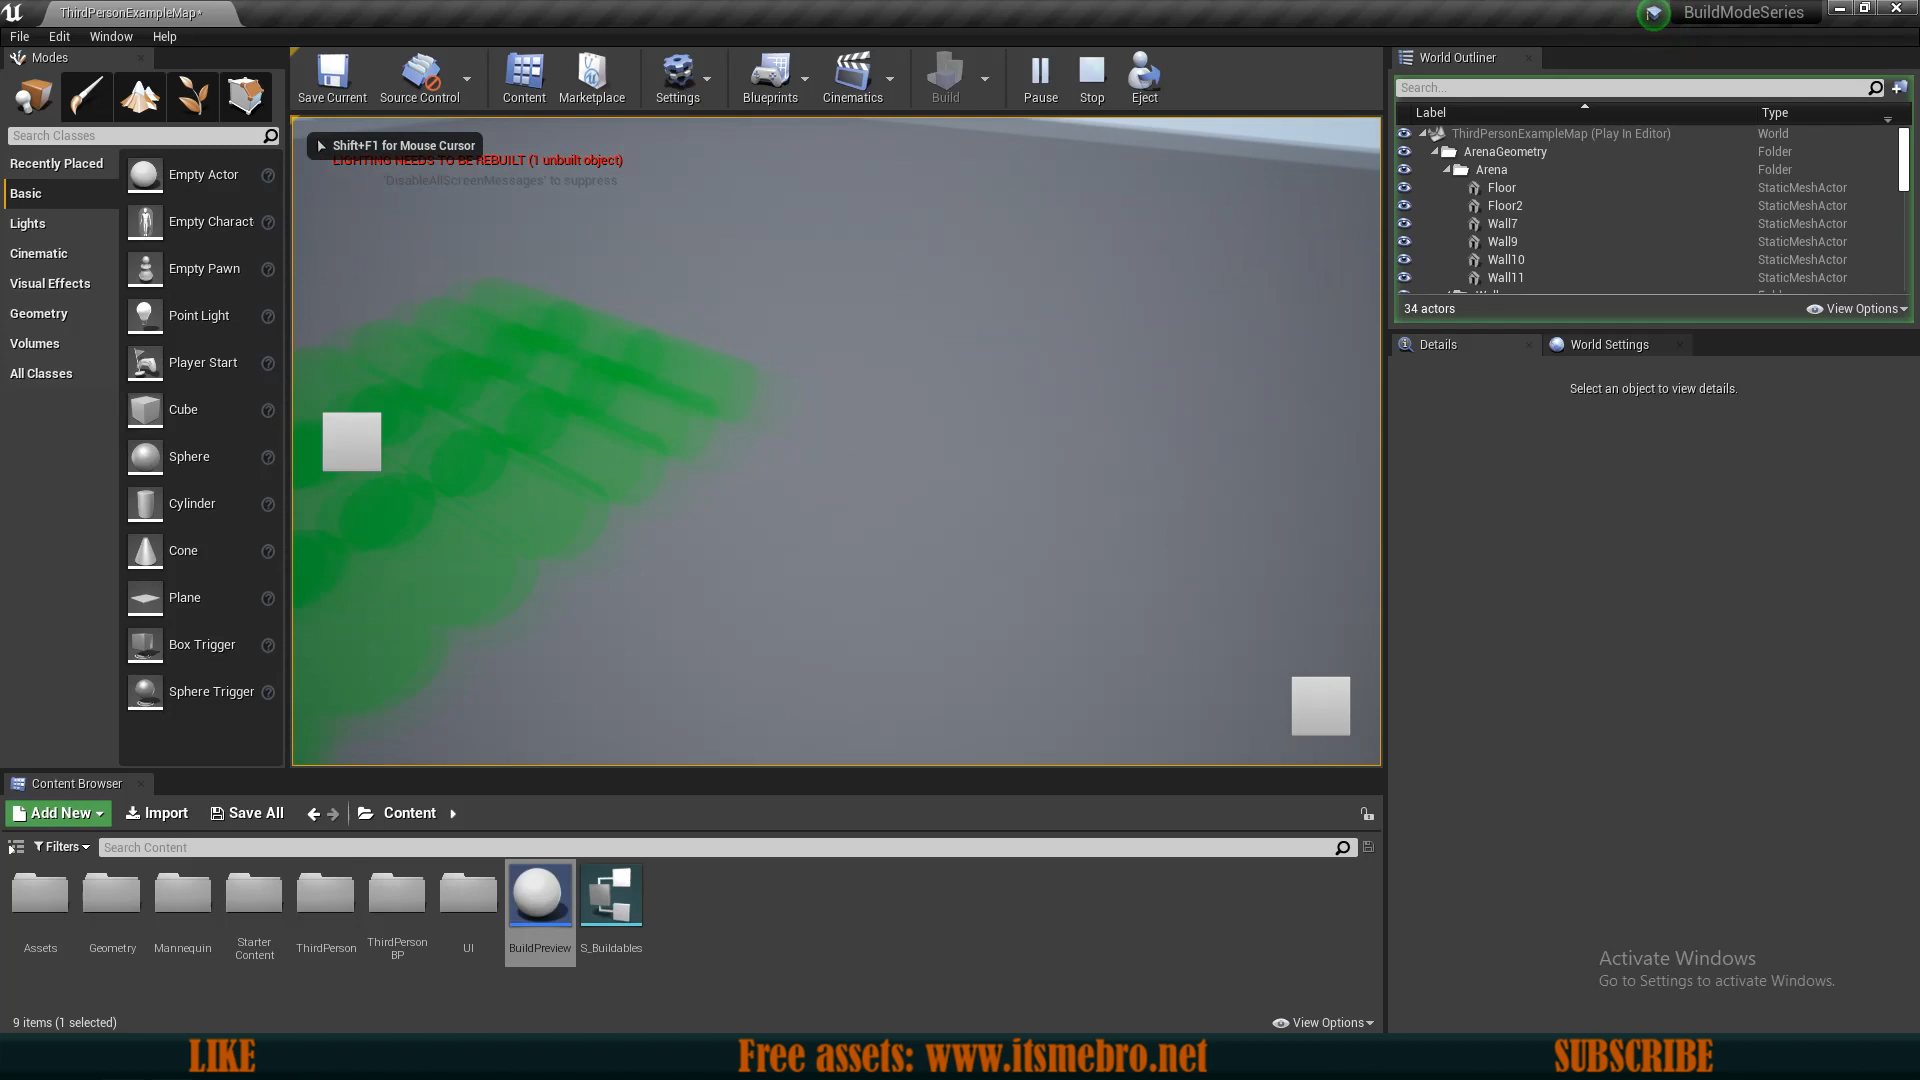 ThirdPersonExampleMap*
BuildModeSeries
File Edit Window Help
Modes
Save Current
Source Control
Content
Marketplace
Settings
Blueprints
Cinematics
Build
Pause
Stop
Eject
World Outliner
Search...
Label Type
ThirdPersonExampleMap (Play In Editor) World
ArenaGeometry Folder
Arena Folder
Floor StaticMeshActor
Floor2 StaticMeshActor
Wall7 StaticMeshActor
Wall9 StaticMeshActor
Wall10 StaticMeshActor
Wall11 StaticMeshActor
34 actors
View Options
Search Classes
Recently Placed
Basic
Lights
Cinematic
Visual Effects
Geometry
Volumes
All Classes
Empty Actor
Empty Charact
Empty Pawn
Point Light
Player Start
Cube
Sphere
Cylinder
Cone
Plane
Box Trigger
Sphere Trigger
Shift+F1 for Mouse Cursor
LIGHTING NEEDS TO BE REBUILT (1 unbuilt object)
'DisableAllScreenMessages' to suppress
Details
World Settings
Select an object to view details.
Content Browser
Add New
Import
Save All
Content
Filters
Search Content
Assets
Geometry
Mannequin
Starter
Content
ThirdPerson
ThirdPerson
BP
UI
BuildPreview
S_Buildables
9 items (1 selected)
View Options
Activate Windows
Go to Settings to activate Windows.
LIKE
Free assets: www.itsmebro.net
SUBSCRIBE